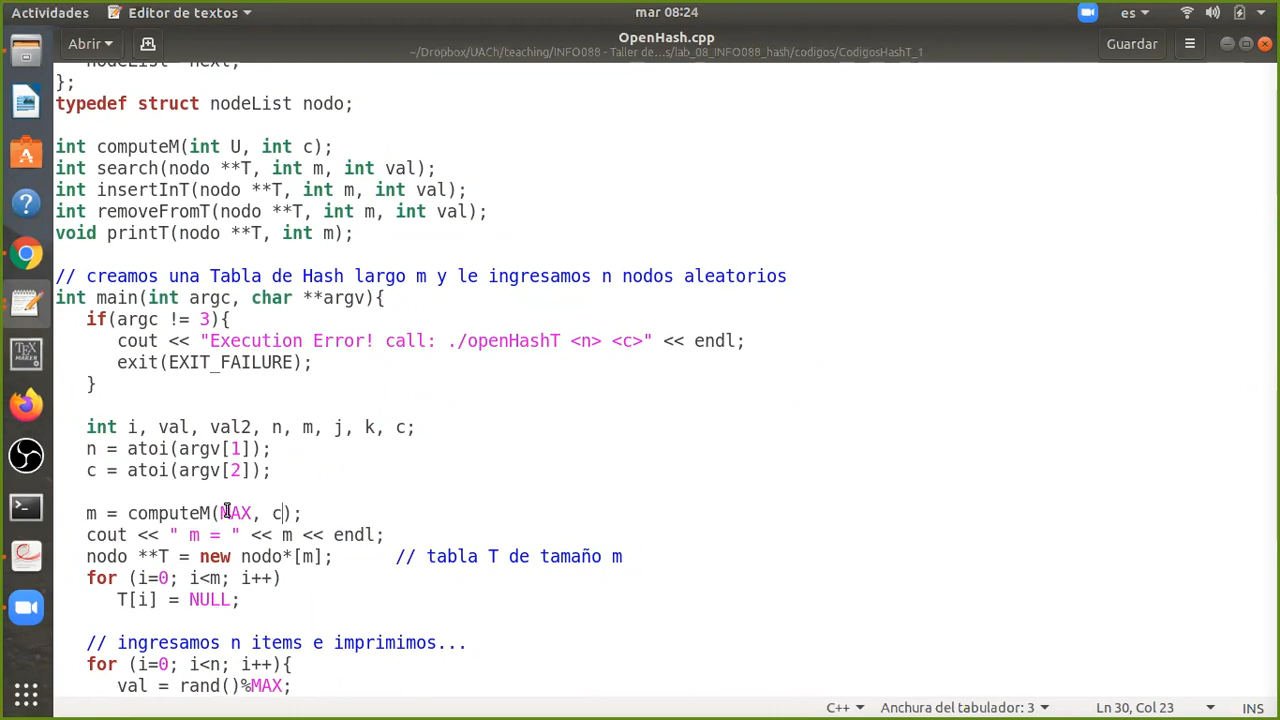 Actividades
Editor de textos
mar 08:24
es
Abrir
OpenHash.cpp
~/Dropbox/UACh/teaching/INFO088 - Taller de…s/lab_08_INFO088_hash/codigos/CodigosHashT_1
Guardar
};
typedef struct nodeList nodo;
int computeM(int U, int c);
int search(nodo **T, int m, int val);
int insertInT(nodo **T, int m, int val);
int removeFromT(nodo **T, int m, int val);
void printT(nodo **T, int m);
// creamos una Tabla de Hash largo m y le ingresamos n nodos aleatorios
int main(int argc, char **argv){
if(argc != 3){
cout << "Execution Error! call: ./openHashT <n> <c>" << endl;
exit(EXIT_FAILURE);
}
int i, val, val2, n, m, j, k, c;
n = atoi(argv[1]);
c = atoi(argv[2]);
m = computeM(MAX, c);
cout << " m = " << m << endl;
nodo **T = new nodo*[m]; // tabla T de tamaño m
for (i=0; i<m; i++)
T[i] = NULL;
// ingresamos n items e imprimimos...
for (i=0; i<n; i++){
val = rand()%MAX;
C++
Anchura del tabulador: 3
Ln 30, Col 23
INS